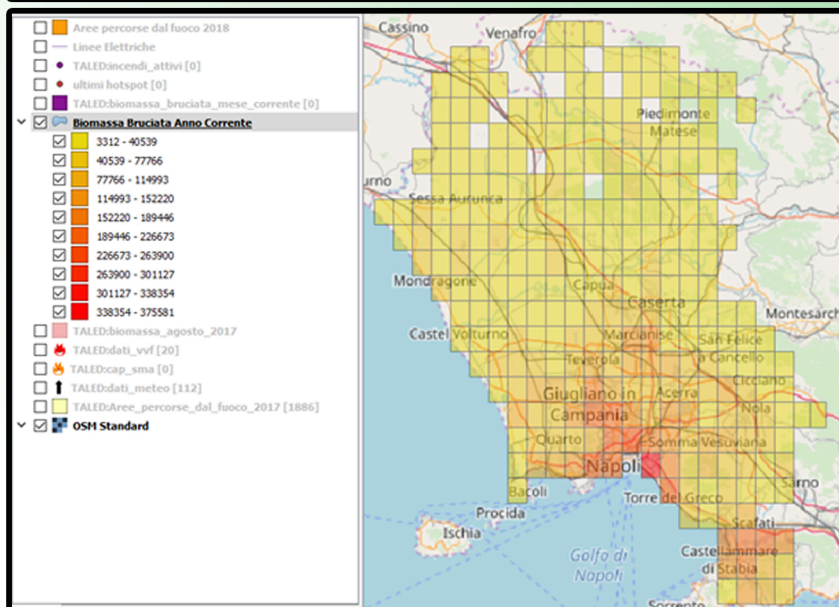 Aree percorse dal fuoco 2018
Linee Elettriche
TALED:incendi_attivi [0]
ultimi hotspot [0]
TALED:biomassa_bruciata_mese_corrente [0]
Biomassa Bruciata Anno Corrente
3312 - 40539
40539 - 77766
77766 - 114993
114993 - 152220
152220 - 189446
189446 - 226673
226673 - 263900
263900 - 301127
301127 - 338354
338354 - 375581
TALED:biomassa_agosto_2017
TALED:dati_vvf [20]
TALED:cap_sma [0]
TALED:dati_meteo [112]
TALED:Aree_percorse_dal_fuoco_2017 [1886]
OSM Standard
Cassino
Venafro
Piedimonte
Matese
urno
Sessa Aurunca
Mondragone
Capua
Caserta
Montesarch
Castel Volturno
Marcianise
San Felice
a Cancello
Teverola
Cicciano
Giugliano in
Campania
Acerra
Nola
Quarto
Somma Vesuviana
Napoli
Bacoli
Torre del Greco
Sarno
Procida
Scafati
Ischia
Golfo di
Napoli
Castellammare
di Stabia
Sorrento